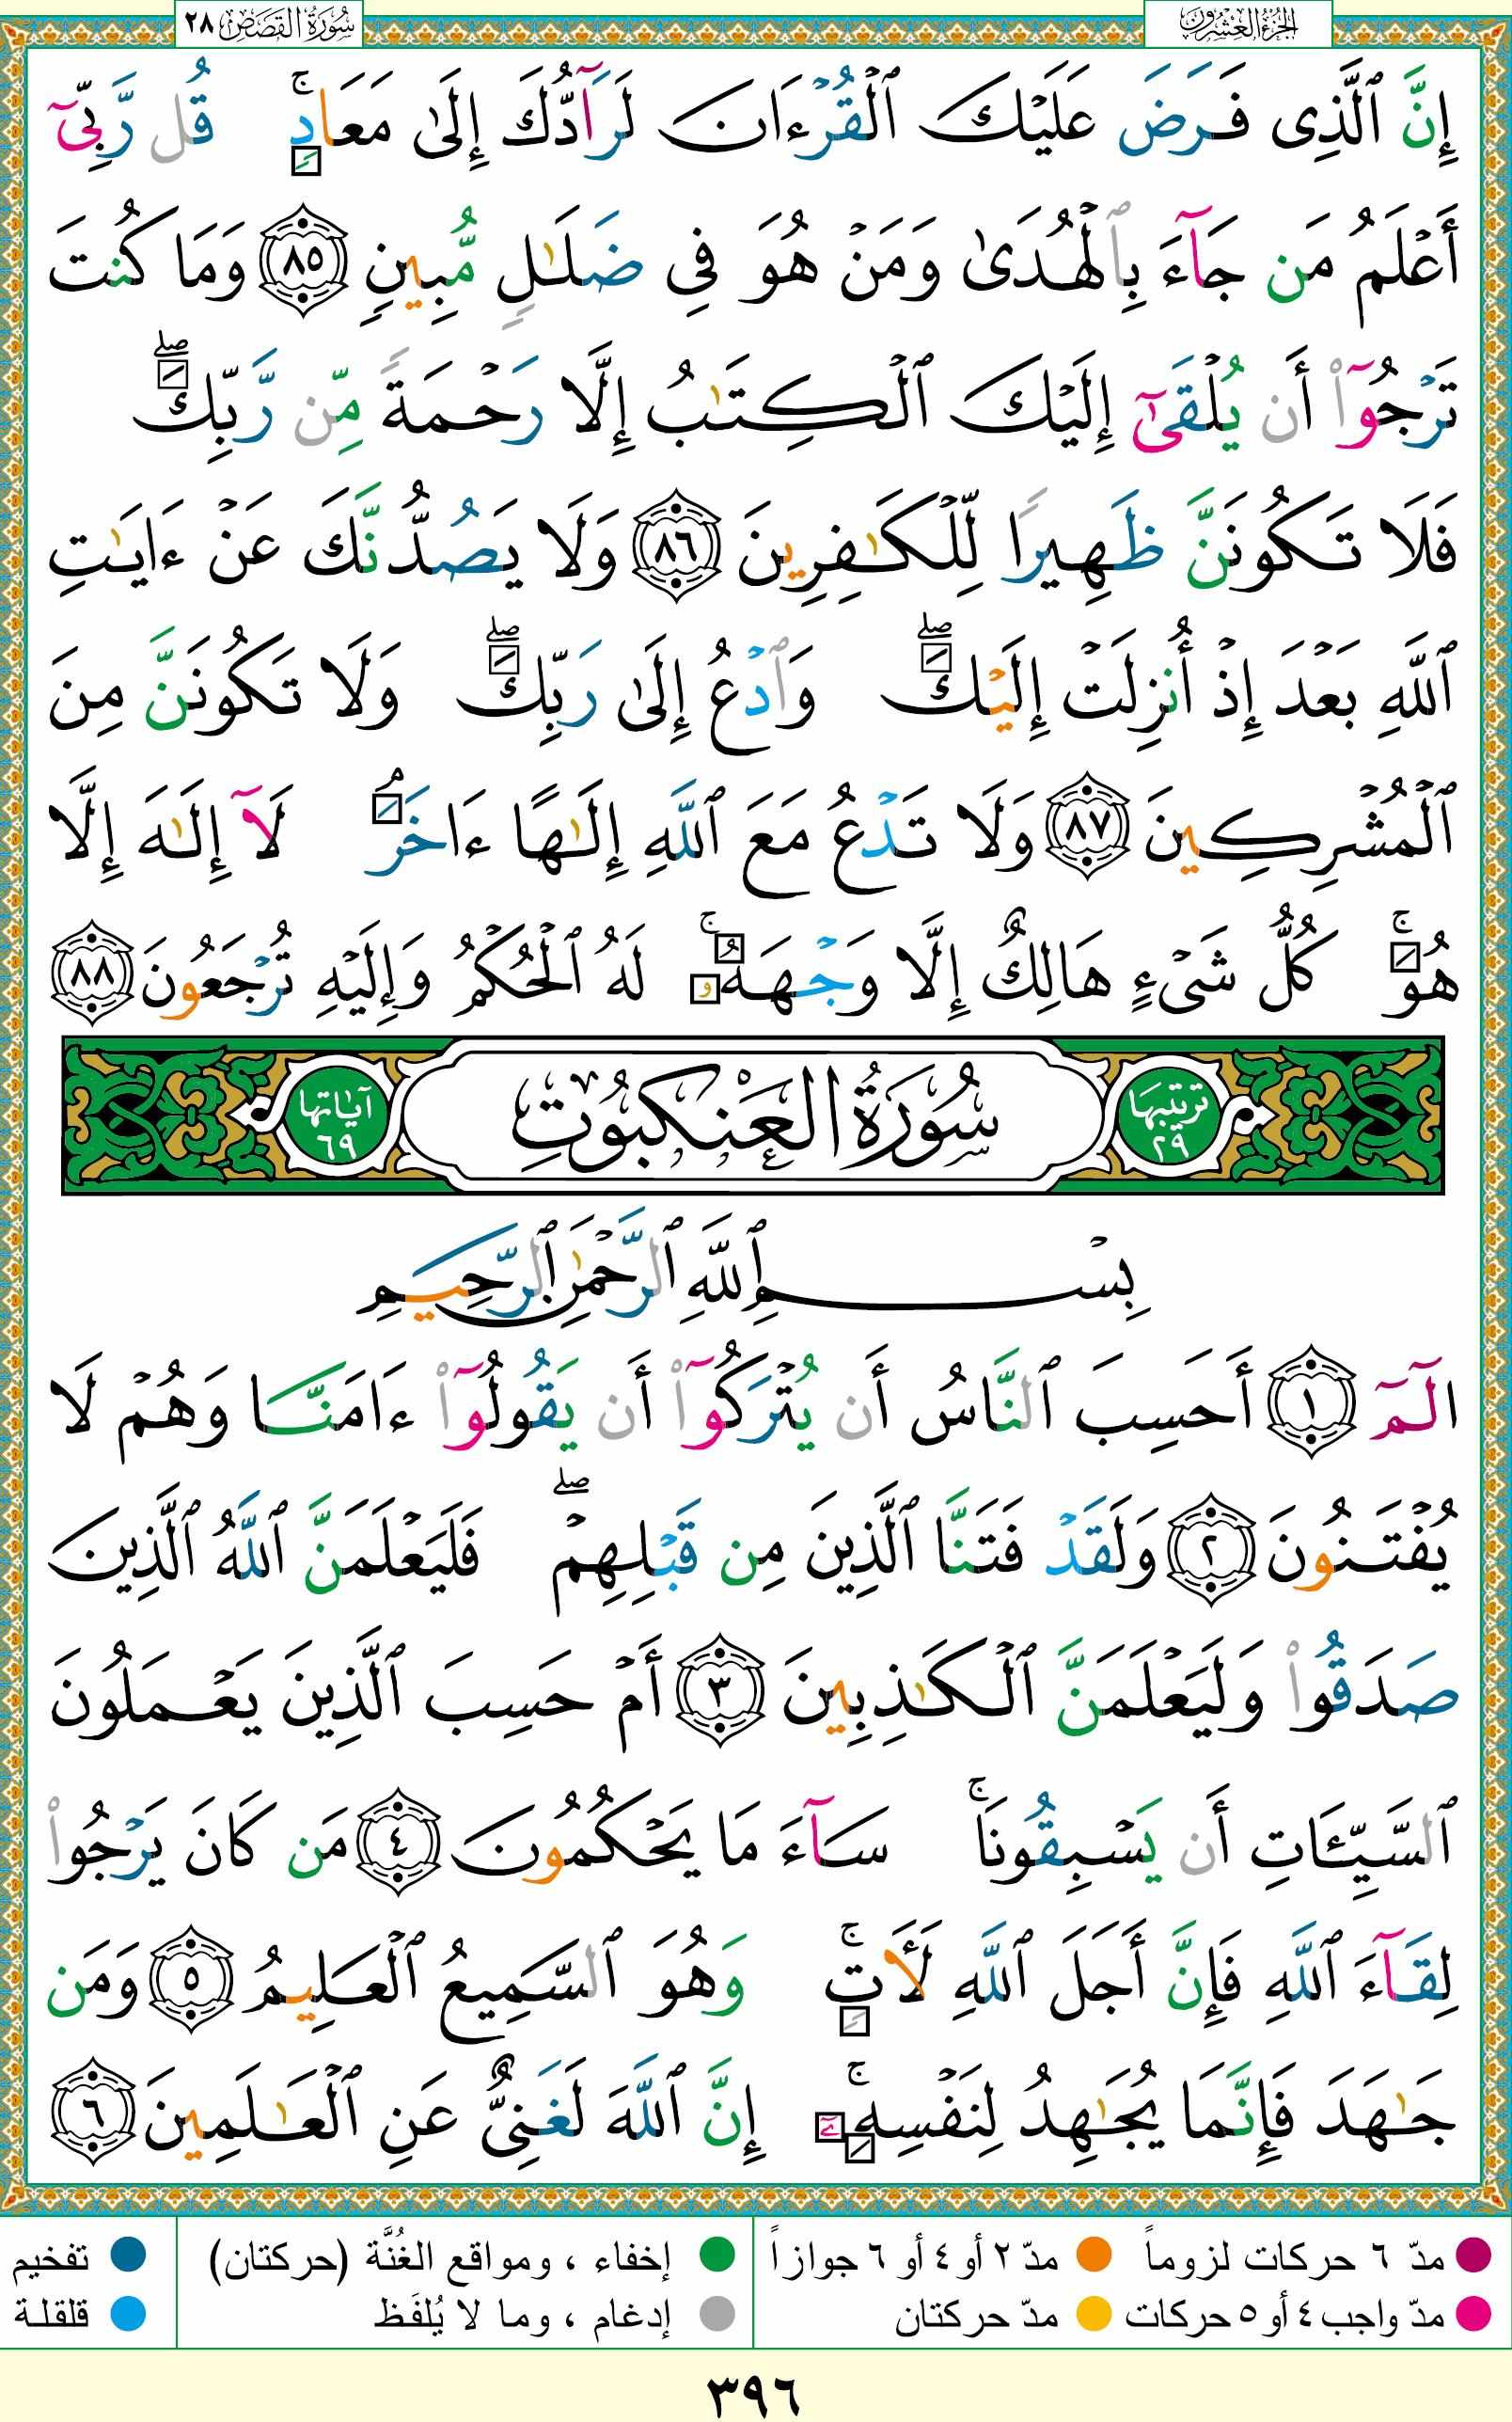 الجزء العشرون
سورة القصص ٢٨
إِنَّ ٱلَّذِى فَرَضَ عَلَيْكَ ٱلْقُرْءَانَ لَرَآدُّكَ إِلَىٰ مَعَادٍۢ ۚ قُل رَّبِّىٓ
أَعْلَمُ مَن جَآءَ بِٱلْهُدَىٰ وَمَنْ هُوَ فِى ضَلَـٰلٍ مُّبِينٍ ٨٥ وَمَا كُنتَ
تَرْجُوٓا۟ أَن يُلْقَىٰٓ إِلَيْكَ ٱلْكِتَـٰبُ إِلَّا رَحْمَةً مِّن رَّبِّكَ ۖ
فَلَا تَكُونَنَّ ظَهِيرًا لِّلْكَـٰفِرِينَ ٨٦ وَلَا يَصُدُّنَّكَ عَنْ ءَايَـٰتِ
ٱللَّهِ بَعْدَ إِذْ أُنزِلَتْ إِلَيْكَ ۖ وَٱدْعُ إِلَىٰ رَبِّكَ ۖ وَلَا تَكُونَنَّ مِنَ
ٱلْمُشْرِكِينَ ٨٧ وَلَا تَدْعُ مَعَ ٱللَّهِ إِلَـٰهًا ءَاخَرَ ۘ لَآ إِلَـٰهَ إِلَّا
هُوَ ۚ كُلُّ شَىْءٍ هَالِكٌ إِلَّا وَجْهَهُۥ ۚ لَهُ ٱلْحُكْمُ وَإِلَيْهِ تُرْجَعُونَ ٨٨
ترتيبها ٢٩ سُورَةُ العَنْكَبُوتِ آياتها ٦٩
بِسْمِ ٱللَّهِ ٱلرَّحْمَـٰنِ ٱلرَّحِيمِ
الٓمٓ ١ أَحَسِبَ ٱلنَّاسُ أَن يُتْرَكُوٓا۟ أَن يَقُولُوٓا۟ ءَامَنَّا وَهُمْ لَا
يُفْتَنُونَ ٢ وَلَقَدْ فَتَنَّا ٱلَّذِينَ مِن قَبْلِهِمْ ۖ فَلَيَعْلَمَنَّ ٱللَّهُ ٱلَّذِينَ
صَدَقُوا۟ وَلَيَعْلَمَنَّ ٱلْكَـٰذِبِينَ ٣ أَمْ حَسِبَ ٱلَّذِينَ يَعْمَلُونَ
ٱلسَّيِّـَٔاتِ أَن يَسْبِقُونَا ۚ سَآءَ مَا يَحْكُمُونَ ٤ مَن كَانَ يَرْجُوا۟
لِقَآءَ ٱللَّهِ فَإِنَّ أَجَلَ ٱللَّهِ لَـَٔاتٍ ۚ وَهُوَ ٱلسَّمِيعُ ٱلْعَلِيمُ ٥ وَمَن
جَـٰهَدَ فَإِنَّمَا يُجَـٰهِدُ لِنَفْسِهِۦٓ ۚ إِنَّ ٱللَّهَ لَغَنِىٌّ عَنِ ٱلْعَـٰلَمِينَ ٦
مدّ ٦ حركات لزوماً مدّ ٢ أو ٤ أو ٦ جوازاً إخفاء ، ومواقع الغُنَّة (حركتان) تفخيم
مدّ واجب ٤ أو ٥ حركات مدّ حركتان إدغام ، وما لا يُلفَظ قلقلة
٣٩٦